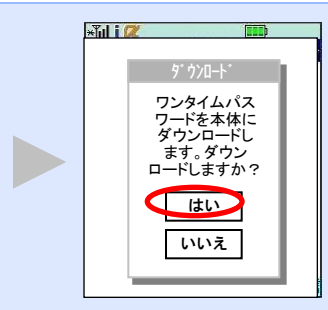 ﾀﾞｳﾝﾛｰﾄﾞ
ワンタイムパス
ワードを本体に
ダウンロードし
ます。ダウン
ロードしますか？
はい
いいえ